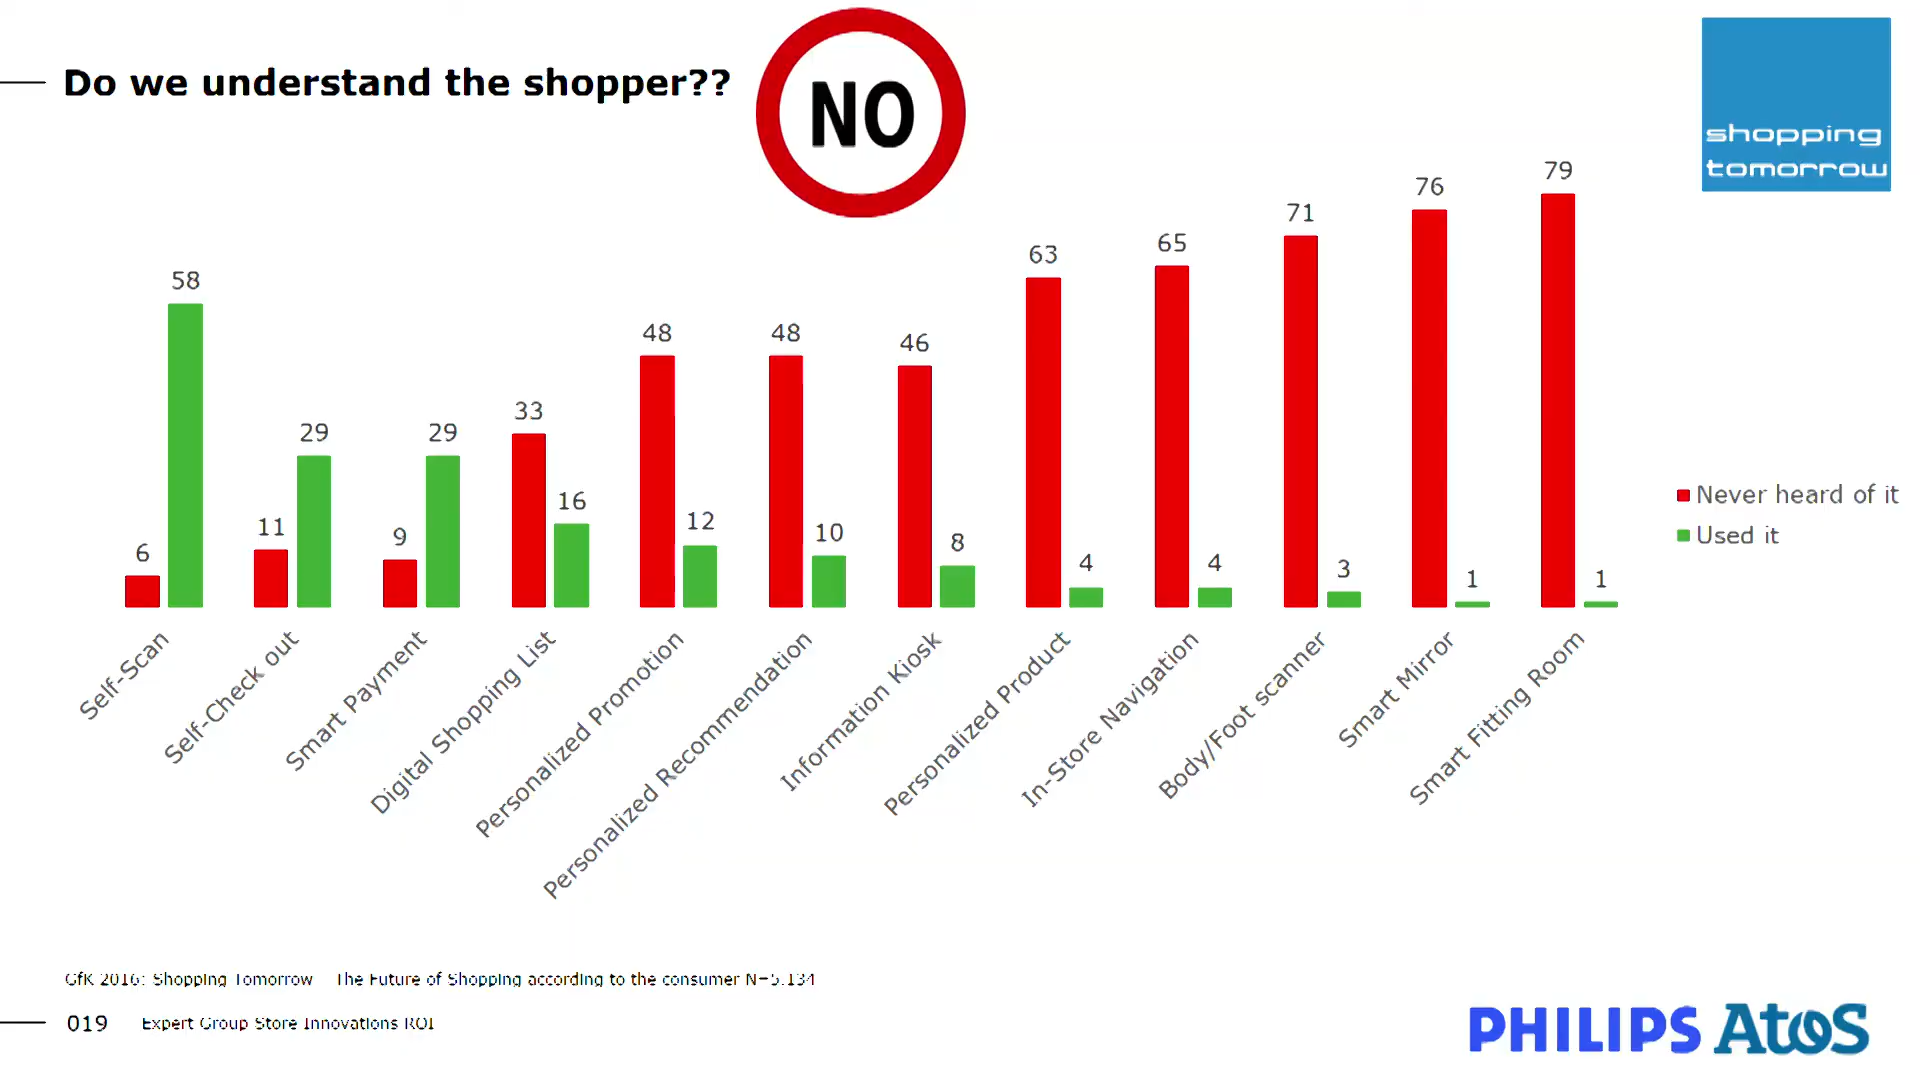 Do we understand the shopper??
NO
shopping
tomorrow
58
6
29
11
29
9
33
16
48
12
48
10
46
8
63
4
65
4
71
3
76
1
79
1
Never heard of it
Used it
Self-Scan
Self-Check out
Smart Payment
Digital Shopping List
Personalized Promotion
Personalized Recommendation
Information Kiosk
Personalized Product
In-Store Navigation
Body/Foot scanner
Smart Mirror
Smart Fitting Room
GfK 2016: Shopping Tomorrow The Future of Shopping according to the consumer N=5.134
019 Expert Group Store Innovations ROI
PHILIPS Atos